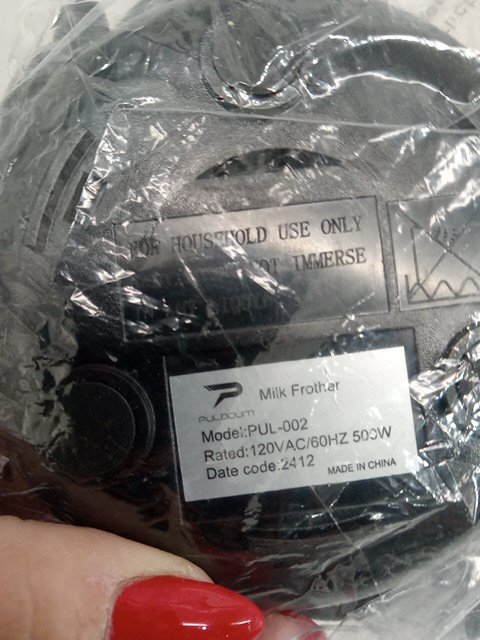 FOR HOUSEHOLD USE ONLY
NOT IMMERSE
PULDOUM
Milk Frother
Model:PUL-002
Rated:120VAC/60HZ 500W
Date code:2412
MADE IN CHINA